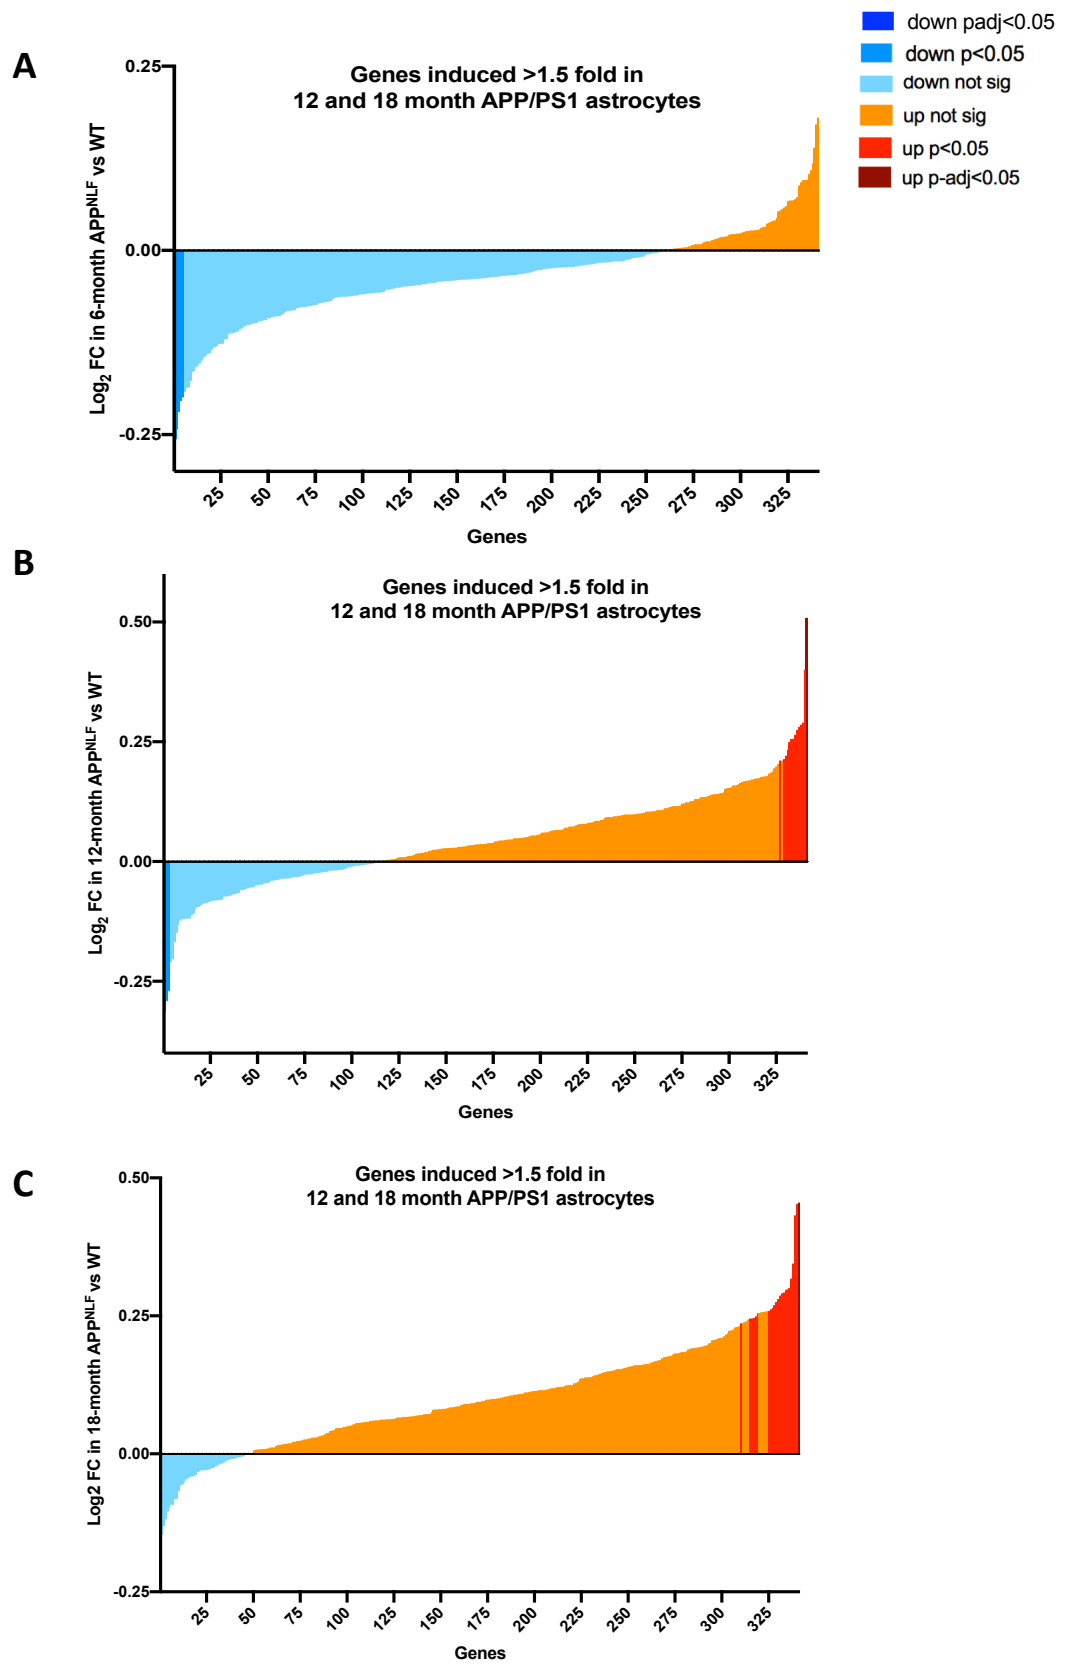 down padj<0.05
down p<0.05
down not sig
up not sig
up p<0.05
up p-adj<0.05
A
Genes induced >1.5 fold in
12 and 18 month APP/PS1 astrocytes
Log2 FC in 6-month APPNLF vs WT
0.25
0.00
-0.25
25 50 75 100 125 150 175 200 225 250 275 300 325
Genes
B
Genes induced >1.5 fold in
12 and 18 month APP/PS1 astrocytes
Log2 FC in 12-month APPNLF vs WT
0.50
0.25
0.00
-0.25
25 50 75 100 125 150 175 200 225 250 275 300 325
Genes
C
Genes induced >1.5 fold in
12 and 18 month APP/PS1 astrocytes
Log2 FC in 18-month APPNLF vs WT
0.50
0.25
0.00
-0.25
25 50 75 100 125 150 175 200 225 250 275 300 325
Genes